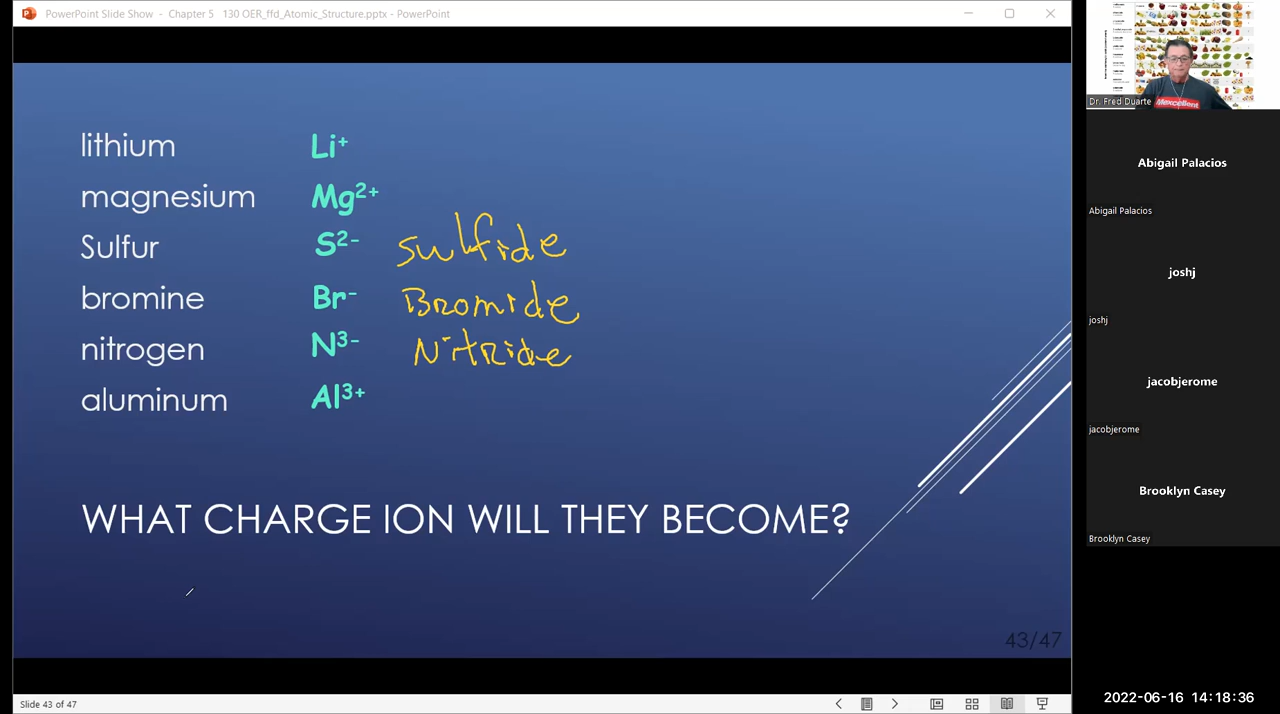 PowerPoint Slide Show - Chapter 5 130 OER_ffd_Atomic_Structure.pptx - PowerPoint
lithium Li⁺
magnesium Mg²⁺
Sulfur S²⁻ Sulfide
bromine Br⁻ Bromide
nitrogen N³⁻ Nitride
aluminum Al³⁺
WHAT CHARGE ION WILL THEY BECOME?
43/47
Slide 43 of 47
Dr. Fred Duarte
Mexcellent
Abigail Palacios
Abigail Palacios
joshj
joshj
jacobjerome
jacobjerome
Brooklyn Casey
Brooklyn Casey
2022-06-16 14:18:36